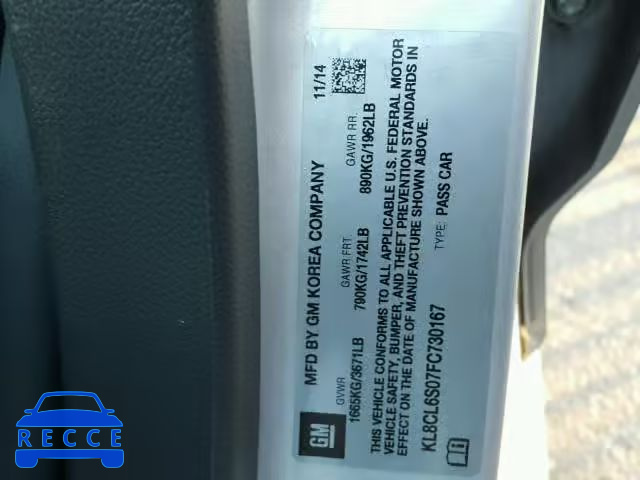 MFD BY GM KOREA COMPANY 11/14
GVWR GAWR FRT GAWR RR.
1665KG/3671LB 790KG/1742LB 890KG/1962LB
THIS VEHICLE CONFORMS TO ALL APPLICABLE U.S. FEDERAL MOTOR
VEHICLE SAFETY, BUMPER, AND THEFT PREVENTION STANDARDS IN
EFFECT ON THE DATE OF MANUFACTURE SHOWN ABOVE.
KL8CL6S07FC730167 TYPE: PASS CAR
GM
RECCE